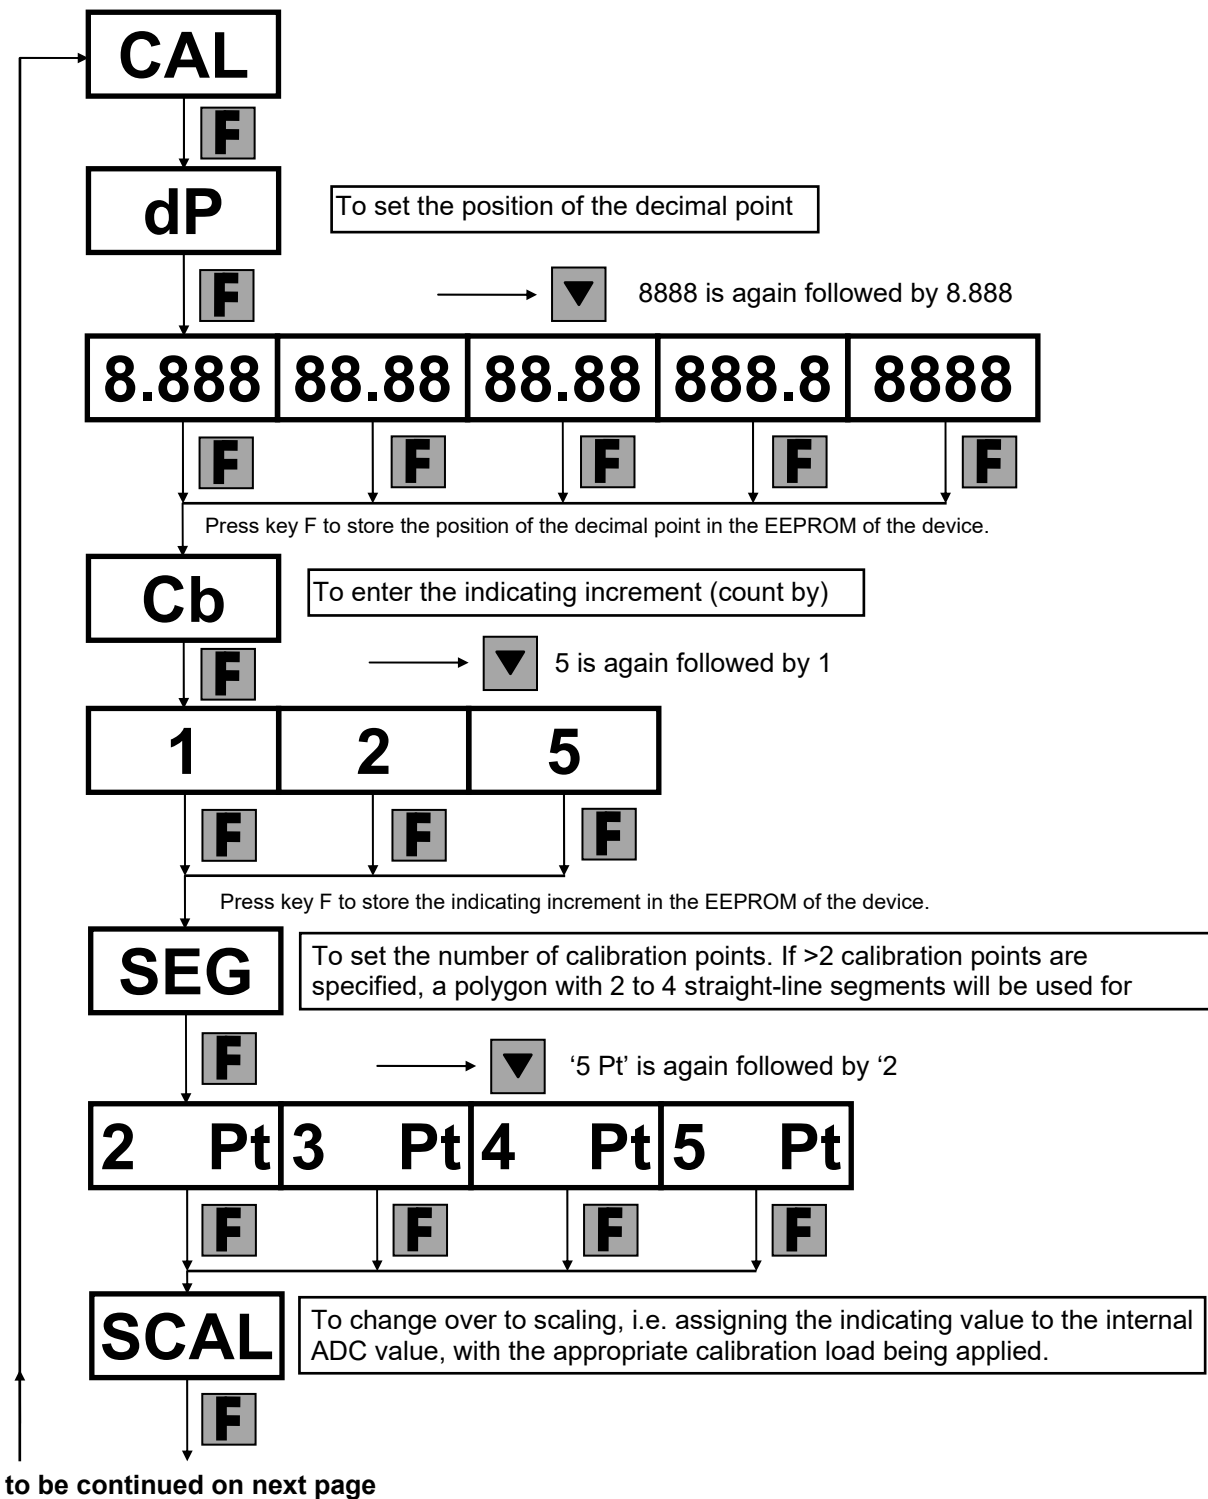 CAL
F
dP
To set the position of the decimal point
F
8888 is again followed by 8.888
8.888 88.88 88.88 888.8 8888
F F F F F
Press key F to store the position of the decimal point in the EEPROM of the device.
Cb
To enter the indicating increment (count by)
F
5 is again followed by 1
1 2 5
F F F
Press key F to store the indicating increment in the EEPROM of the device.
SEG
To set the number of calibration points. If >2 calibration points are
specified, a polygon with 2 to 4 straight-line segments will be used for
F
‘5 Pt’ is again followed by ‘2
2 Pt 3 Pt 4 Pt 5 Pt
F F F F
SCAL
To change over to scaling, i.e. assigning the indicating value to the internal
ADC value, with the appropriate calibration load being applied.
F
to be continued on next page